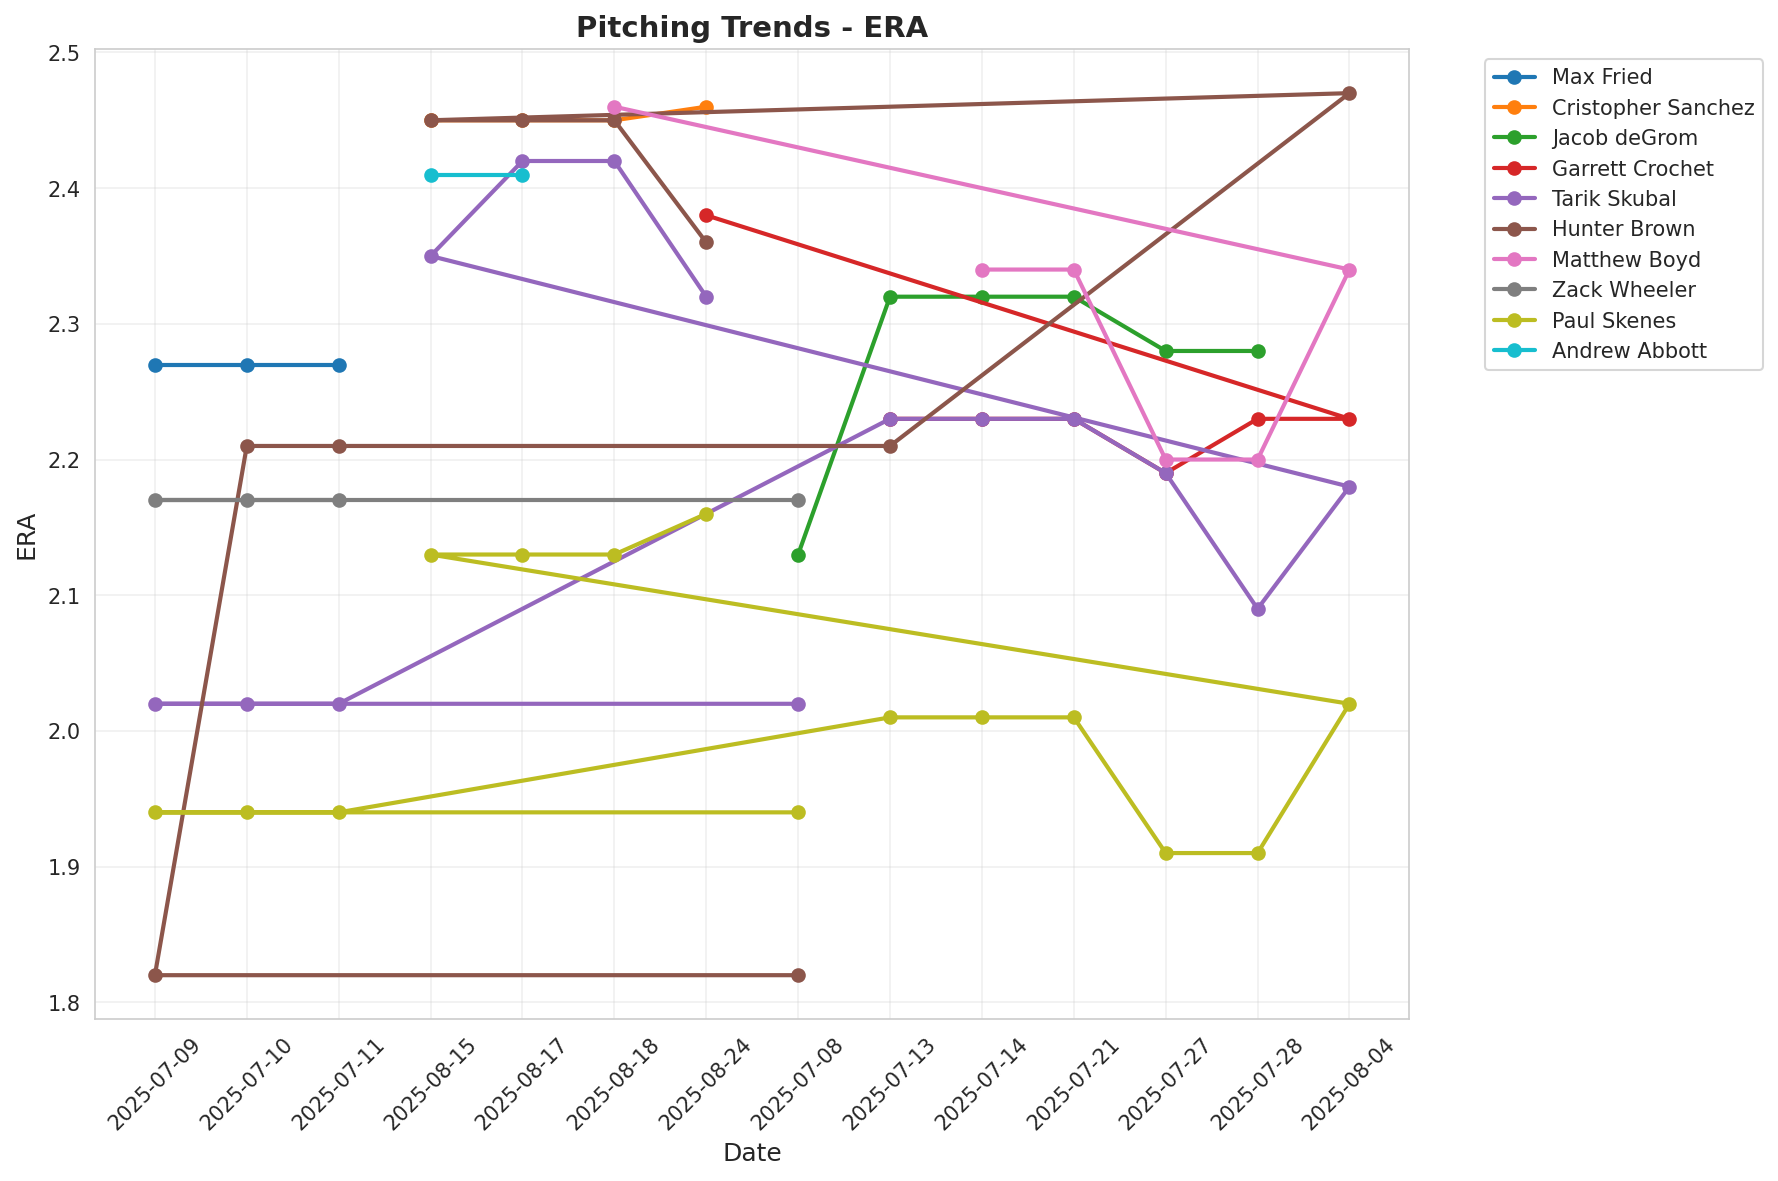 Pitching Trends - ERA
2.5
2.4
2.3
2.2
2.1
2.0
1.9
1.8
ERA
2025-07-09
2025-07-10
2025-07-11
2025-08-15
2025-08-17
2025-08-18
2025-08-24
2025-07-08
2025-07-13
2025-07-14
2025-07-21
2025-07-27
2025-07-28
2025-08-04
Date
Max Fried
Cristopher Sanchez
Jacob deGrom
Garrett Crochet
Tarik Skubal
Hunter Brown
Matthew Boyd
Zack Wheeler
Paul Skenes
Andrew Abbott